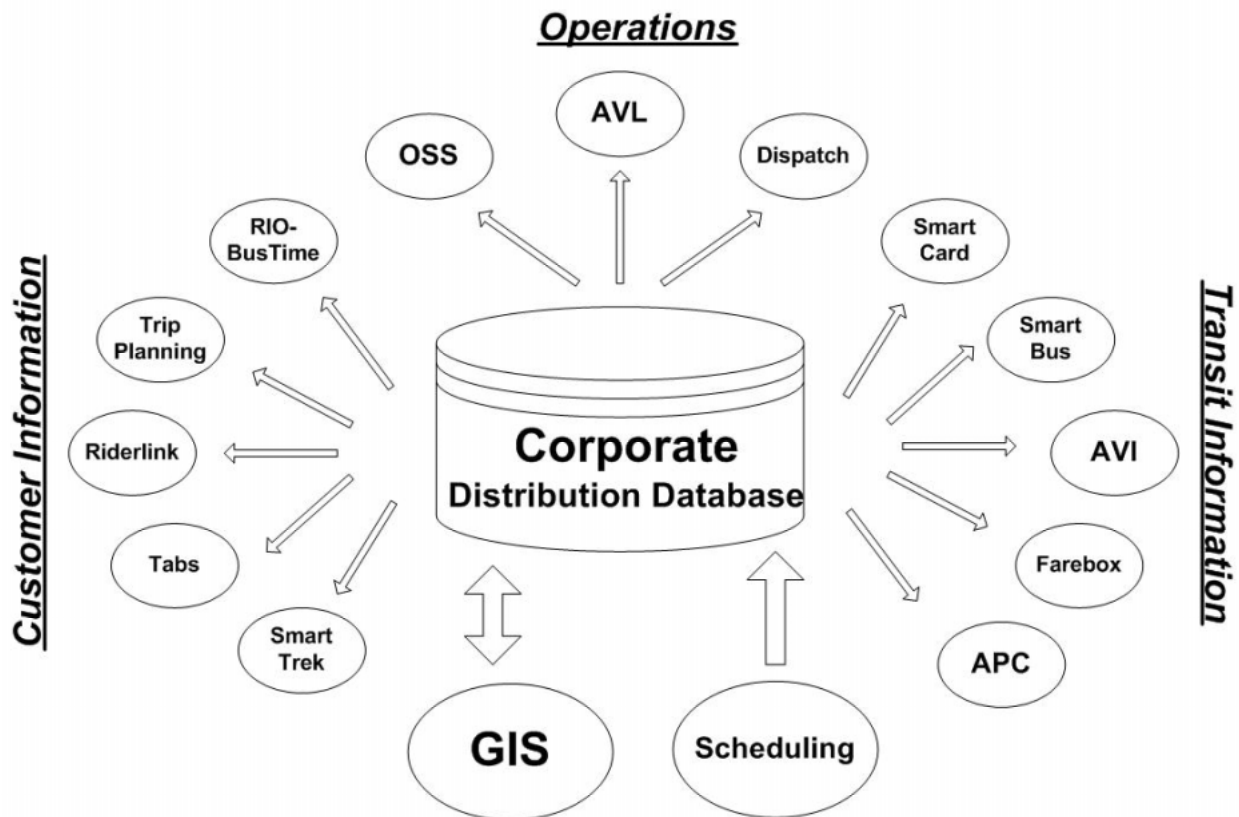 Operations
AVL
OSS
Dispatch
RIO-
BusTime
Smart
Card
Trip
Planning
Smart
Bus
Customer Information
Transit Information
Riderlink
Corporate
Distribution Database
AVI
Tabs
Farebox
Smart
Trek
APC
GIS
Scheduling